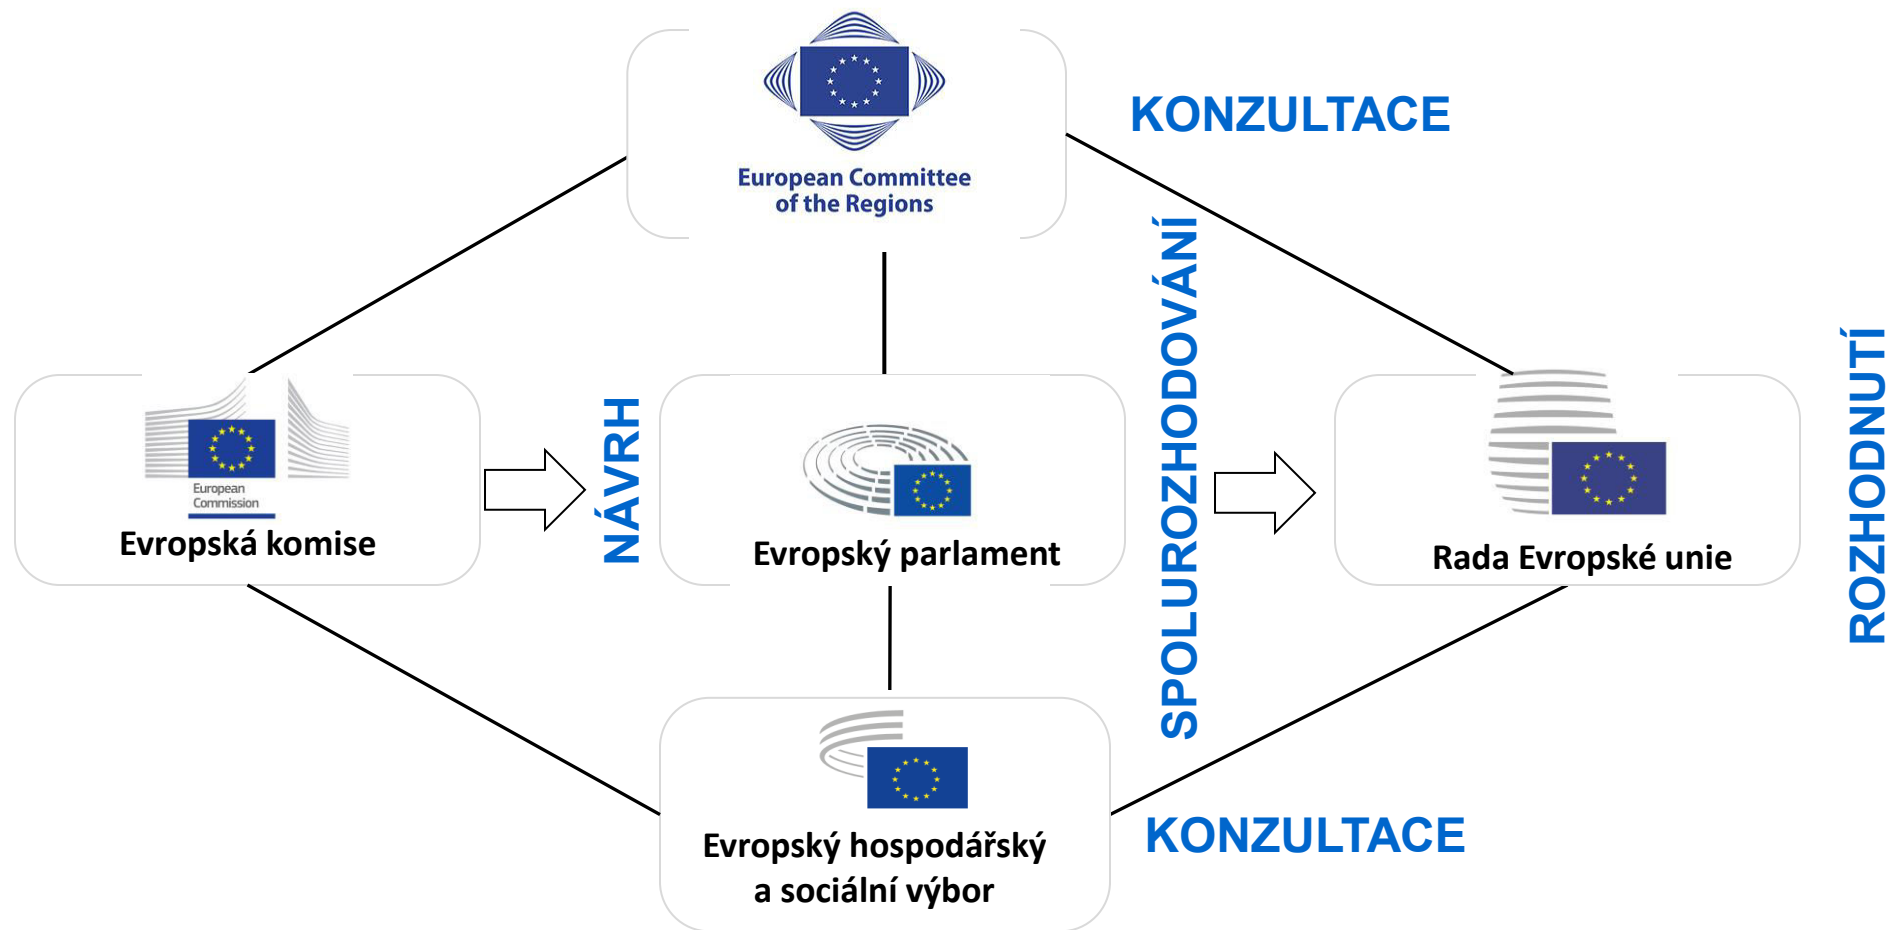 European Committee
of the Regions
KONZULTACE
European
Commission
Evropská komise
NÁVRH
Evropský parlament
SPOLUROZHODOVÁNÍ
Rada Evropské unie
ROZHODNUTÍ
Evropský hospodářský
a sociální výbor
KONZULTACE